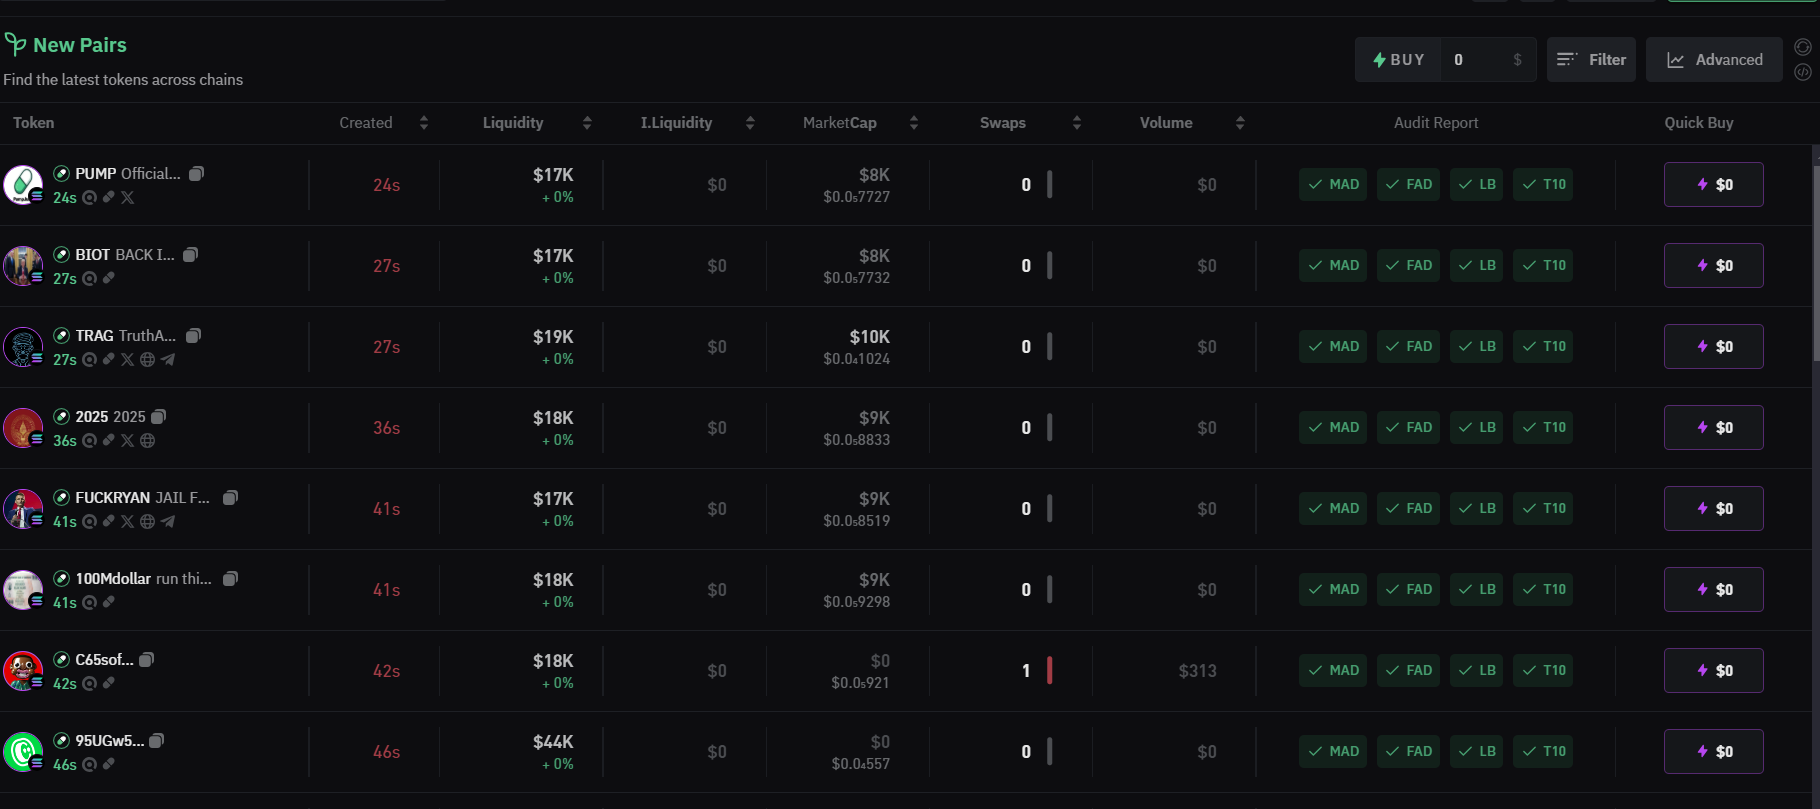 New Pairs
Find the latest tokens across chains
BUY 0 $ Filter Advanced
Token Created Liquidity I.Liquidity MarketCap Swaps Volume Audit Report Quick Buy
PUMP Official... $17K $8K
24s 24s + 0% $0 $0.0₅7727 0 $0 MAD FAD LB T10 $0
BIOT BACK I... $17K $8K
27s 27s + 0% $0 $0.0₅7732 0 $0 MAD FAD LB T10 $0
TRAG TruthA... $19K $10K
27s 27s + 0% $0 $0.0₄1024 0 $0 MAD FAD LB T10 $0
2025 2025 $18K $9K
36s 36s + 0% $0 $0.0₅8833 0 $0 MAD FAD LB T10 $0
FUCKRYAN JAIL F... $17K $9K
41s 41s + 0% $0 $0.0₅8519 0 $0 MAD FAD LB T10 $0
100Mdollar run thi... $18K $9K
41s 41s + 0% $0 $0.0₅9298 0 $0 MAD FAD LB T10 $0
C65sof... $18K $0
42s 42s + 0% $0 $0.0₅921 1 $313 MAD FAD LB T10 $0
95UGw5... $44K $0
46s 46s + 0% $0 $0.0₄557 0 $0 MAD FAD LB T10 $0